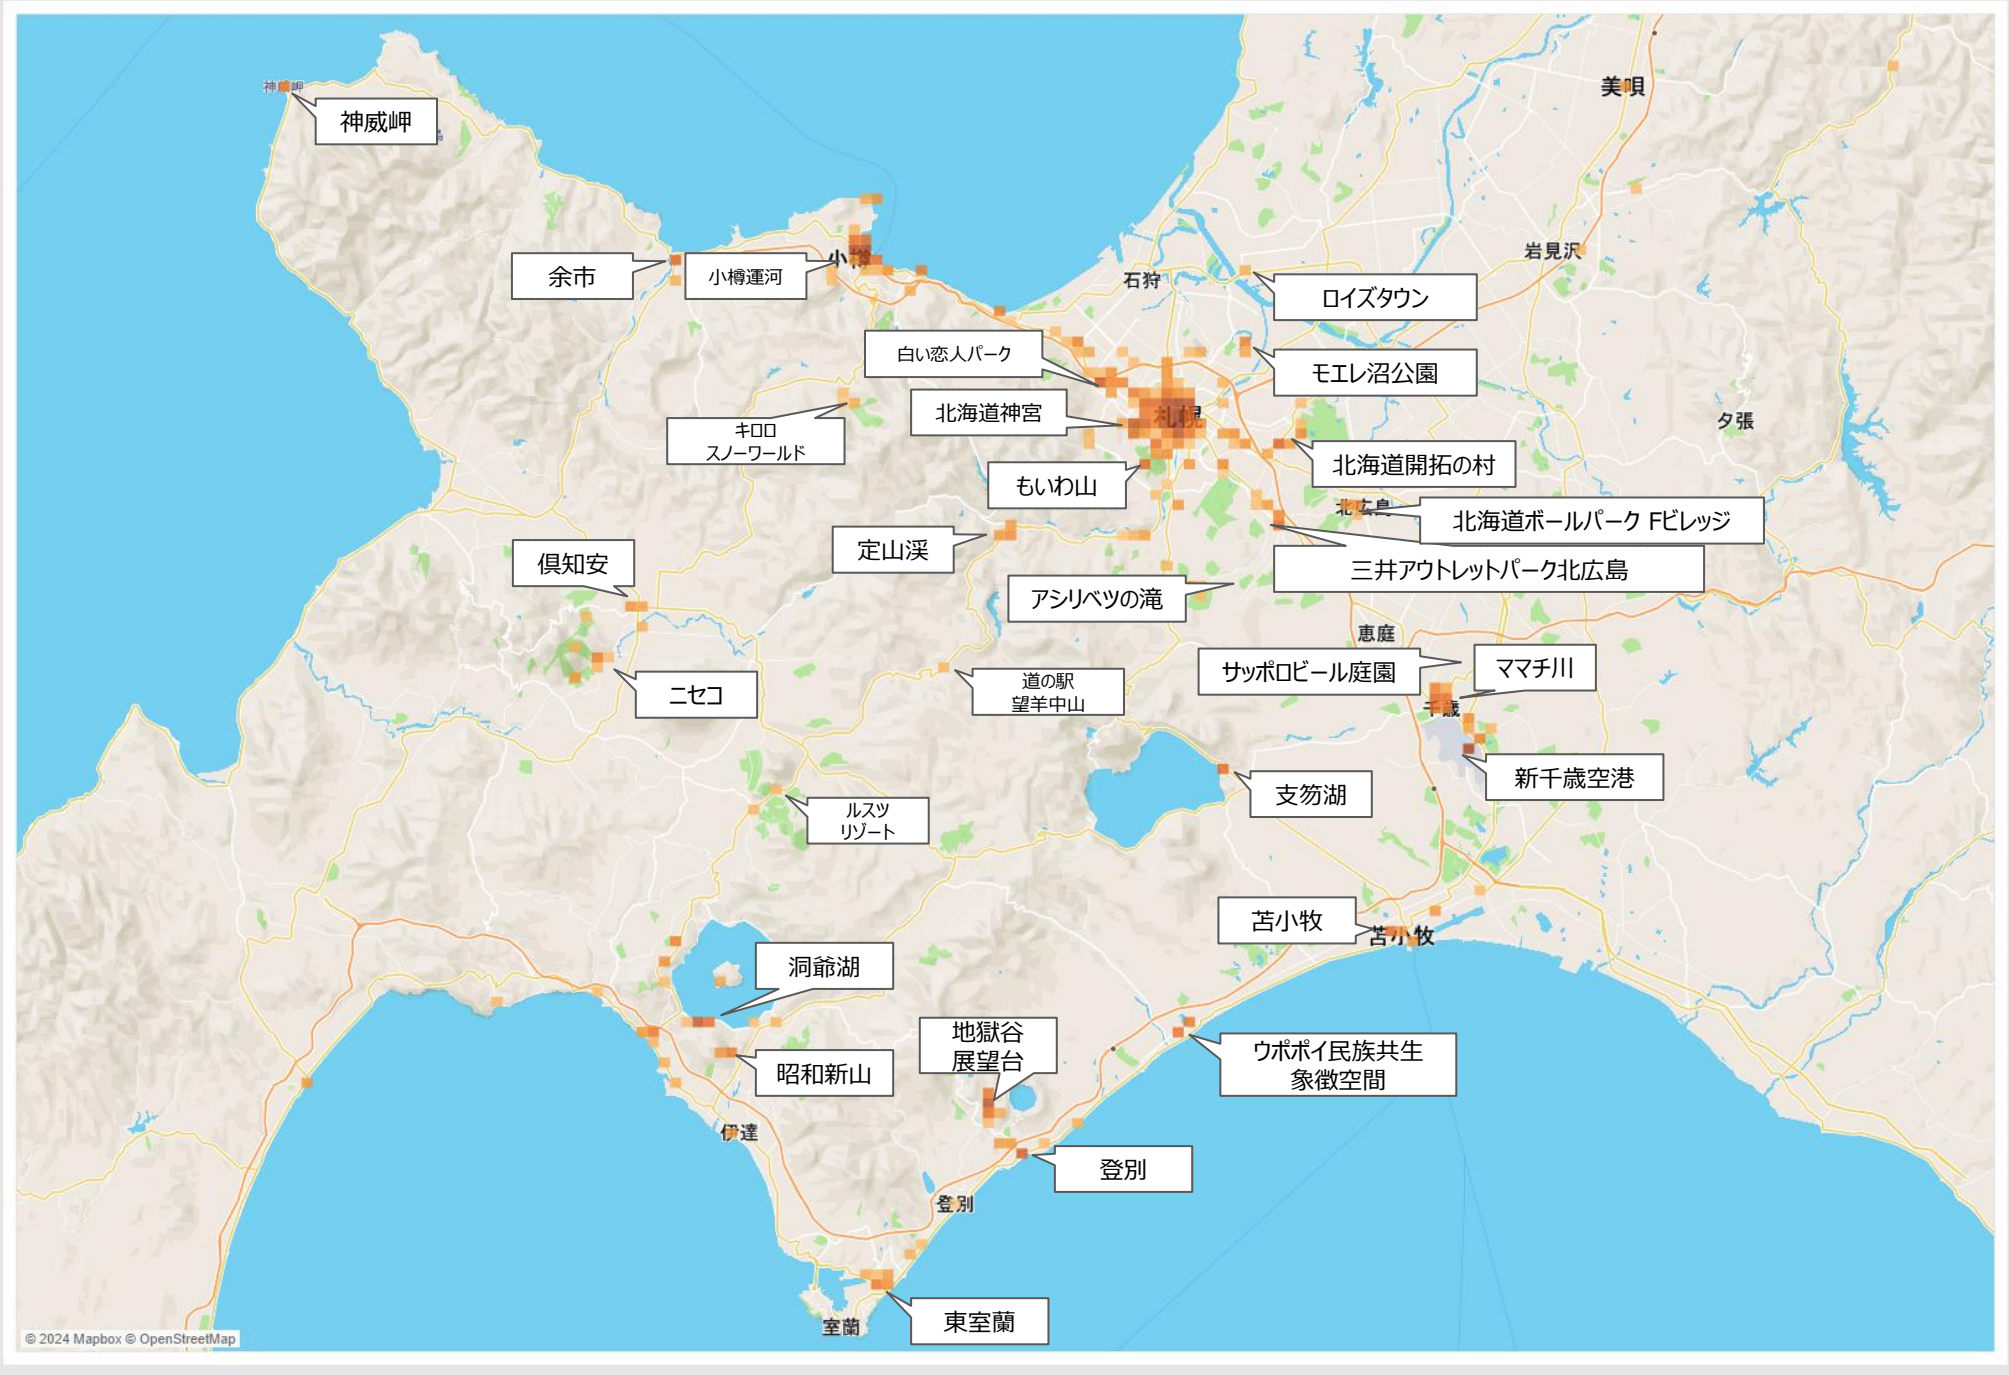 神威岬
神威岬
美唄
余市
小樽運河
小樽
石狩
岩見沢
ロイズタウン
白い恋人パーク
モエレ沼公園
北海道神宮
札幌
夕張
キロロ
スノーワールド
もいわ山
北海道開拓の村
北広島
北海道ボールパーク Fビレッジ
定山渓
倶知安
三井アウトレットパーク北広島
アシリベツの滝
恵庭
サッポロビール庭園
ママチ川
ニセコ
道の駅
望羊中山
千歳
新千歳空港
支笏湖
ルスツ
リゾート
苫小牧
苫小牧
洞爺湖
地獄谷
展望台
ウポポイ民族共生
象徴空間
昭和新山
伊達
登別
登別
東室蘭
室蘭
© 2024 Mapbox © OpenStreetMap